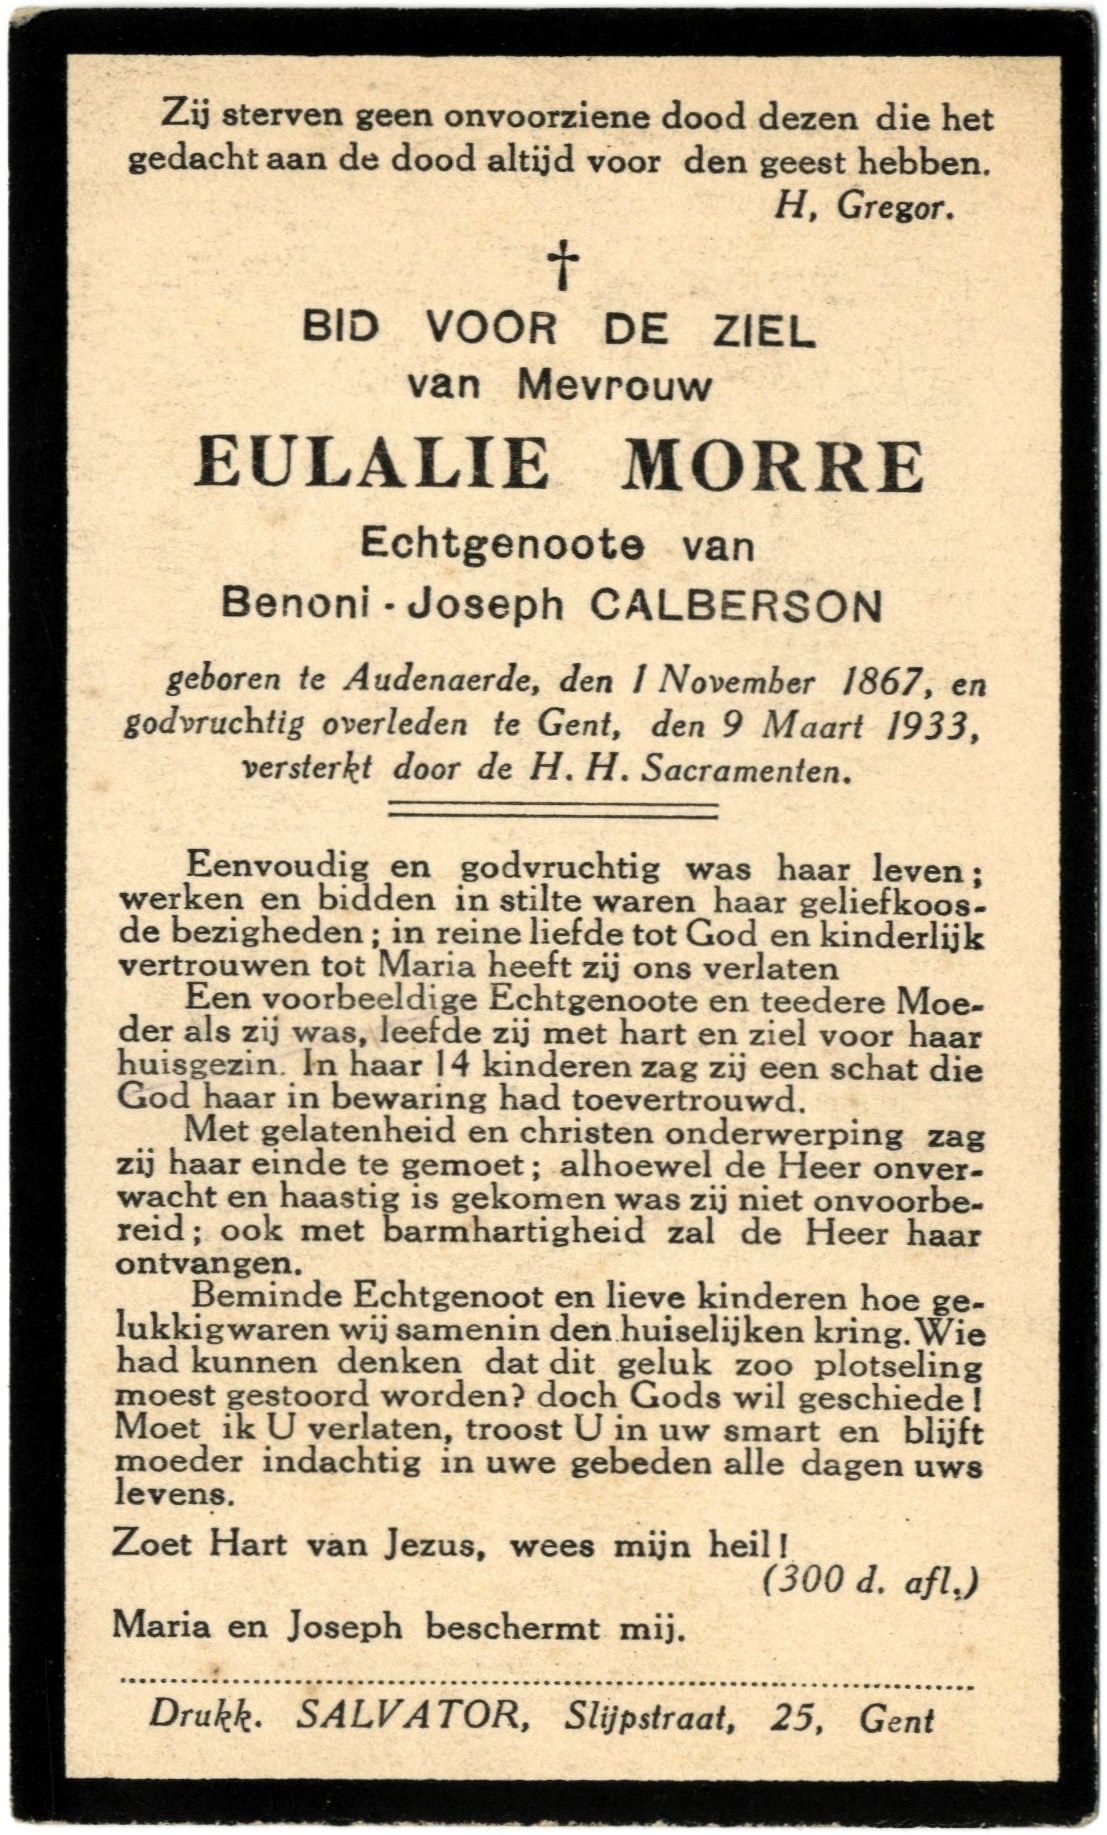 Zij sterven geen onvoorziene dood dezen die het
gedacht aan de dood altijd voor den geest hebben.
H, Gregor.
†
BID VOOR DE ZIEL
van Mevrouw
EULALIE MORRE
Echtgenoote van
Benoni - Joseph CALBERSON
geboren te Audenaerde, den 1 November 1867, en
godvruchtig overleden te Gent, den 9 Maart 1933,
versterkt door de H. H. Sacramenten.
Eenvoudig en godvruchtig was haar leven;
werken en bidden in stilte waren haar geliefkoos-
de bezigheden; in reine liefde tot God en kinderlijk
vertrouwen tot Maria heeft zij ons verlaten
Een voorbeeldige Echtgenoote en teedere Moe-
der als zij was, leefde zij met hart en ziel voor haar
huisgezin. In haar 14 kinderen zag zij een schat die
God haar in bewaring had toevertrouwd.
Met gelatenheid en christen onderwerping zag
zij haar einde te gemoet; alhoewel de Heer onver-
wacht en haastig is gekomen was zij niet onvoorbe-
reid; ook met barmhartigheid zal de Heer haar
ontvangen.
Beminde Echtgenoot en lieve kinderen hoe ge-
lukkig waren wij samen in den huiselijken kring. Wie
had kunnen denken dat dit geluk zoo plotseling
moest gestoord worden? doch Gods wil geschiede!
Moet ik U verlaten, troost U in uw smart en blijft
moeder indachtig in uwe gebeden alle dagen uws
levens.
Zoet Hart van Jezus, wees mijn heil!
(300 d. afl.)
Maria en Joseph beschermt mij.
Drukk. SALVATOR, Slijpstraat, 25, Gent